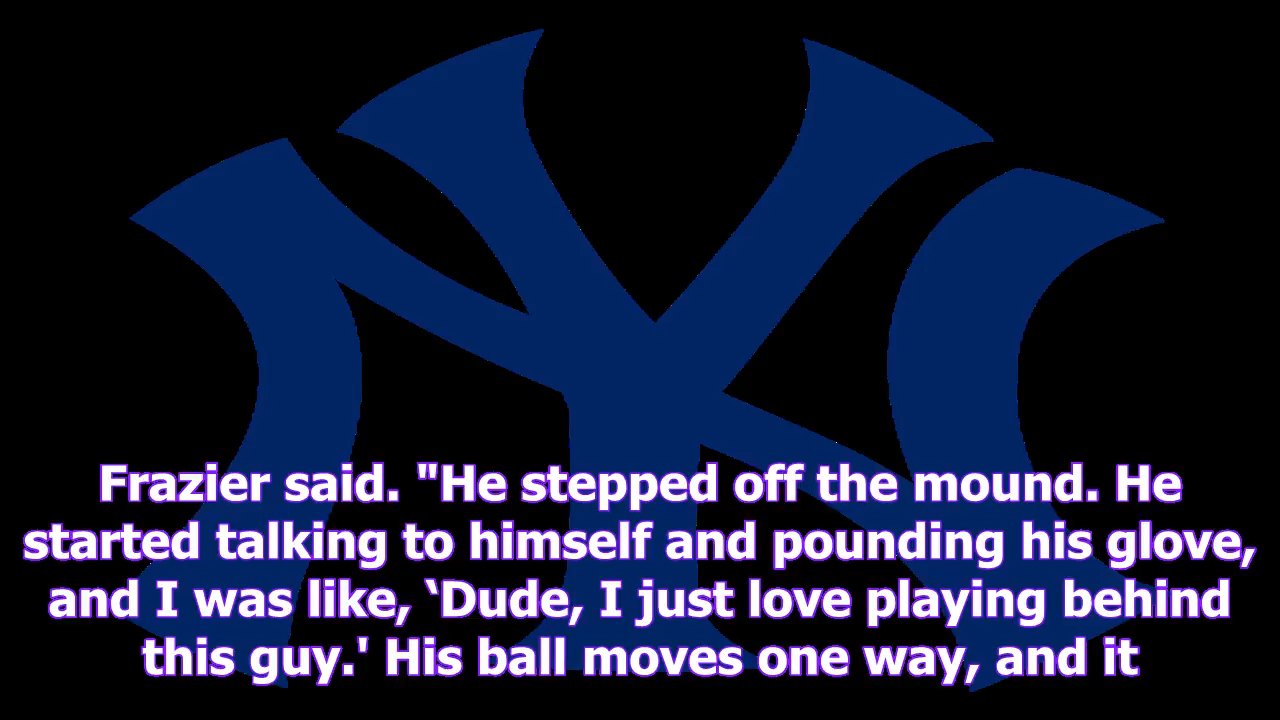 NY
Frazier said. "He stepped off the mound. He
started talking to himself and pounding his glove,
and I was like, ‘Dude, I just love playing behind
this guy.' His ball moves one way, and it